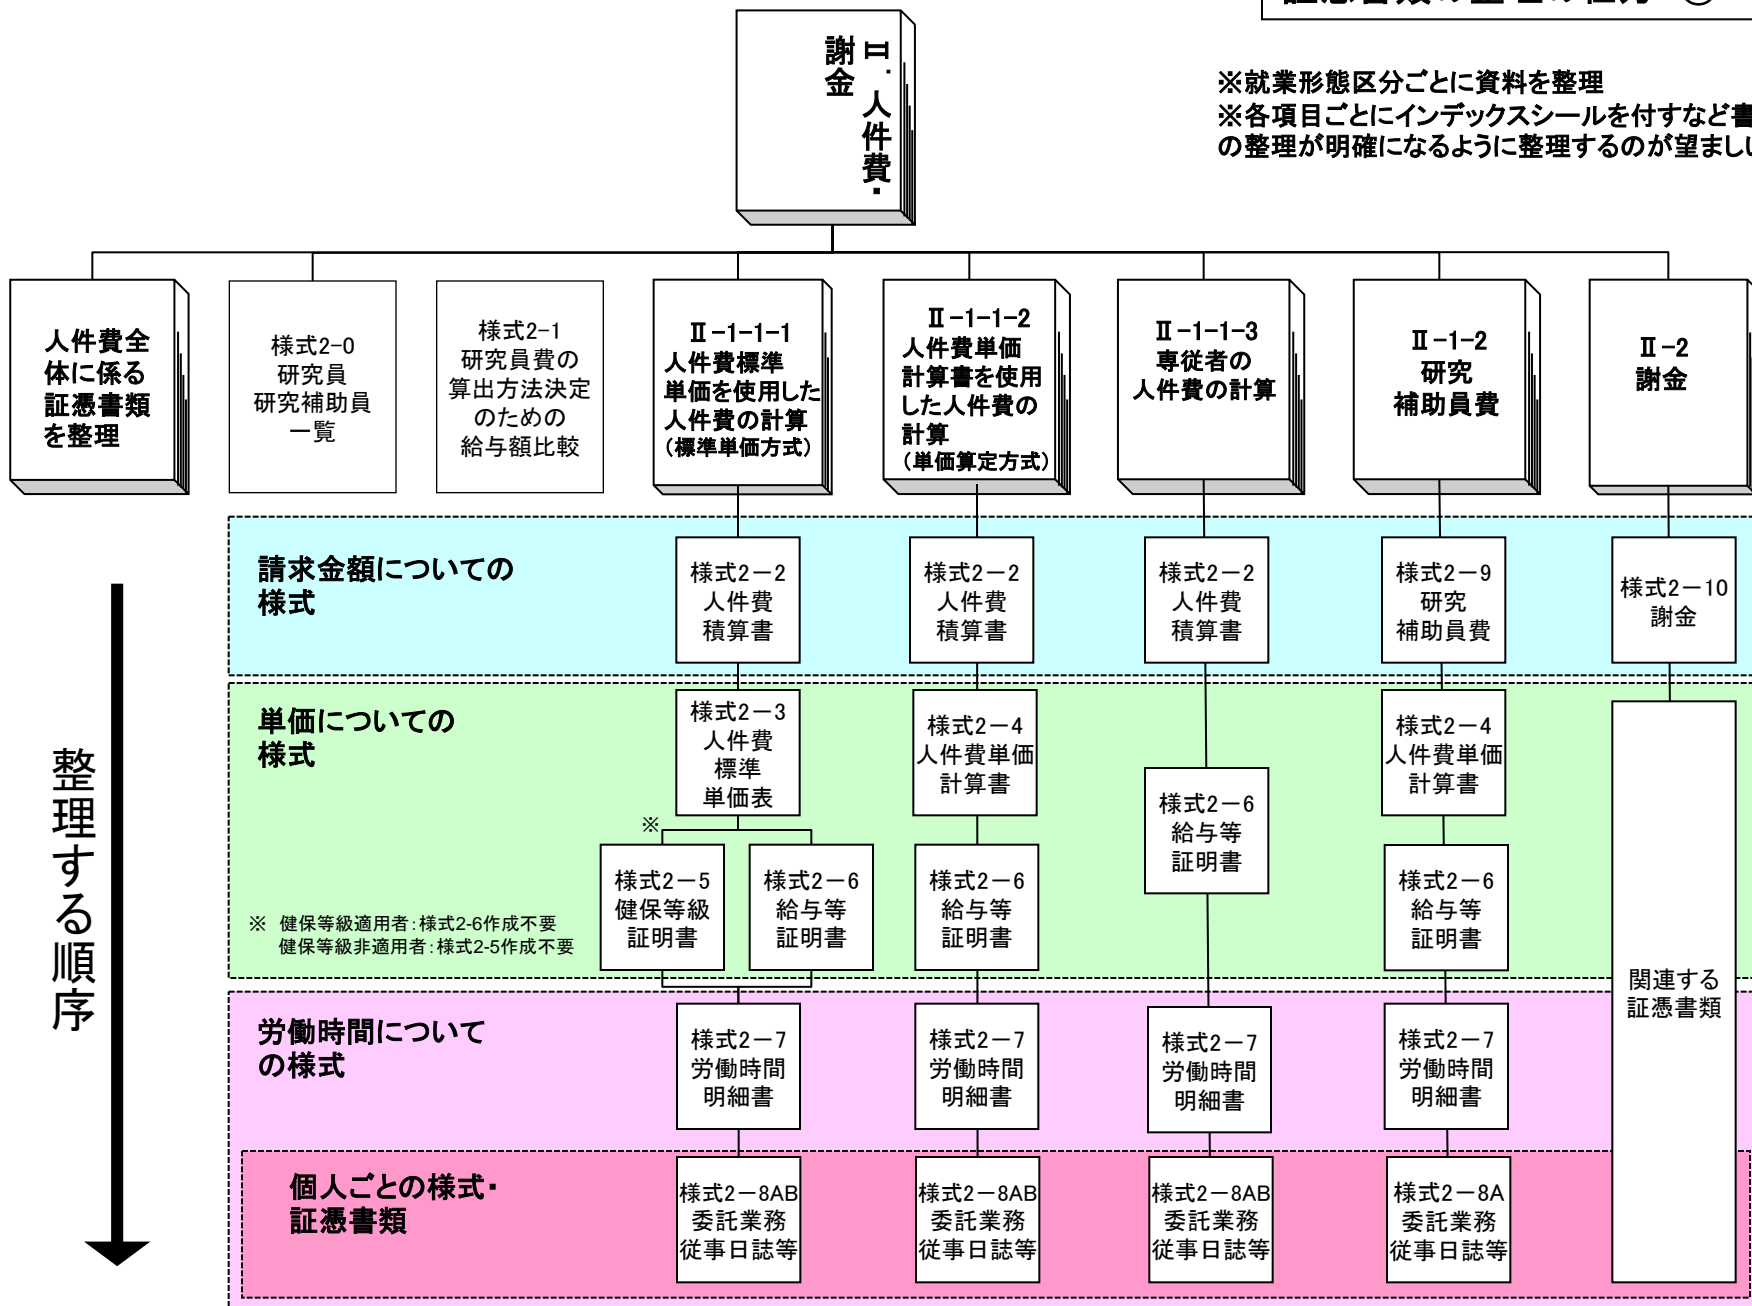 Ⅱ．人件費・
謝金
※就業形態区分ごとに資料を整理
※各項目ごとにインデックスシールを付すなど書
の整理が明確になるように整理するのが望まし
人件費全
体に係る
証憑書類
を整理
様式2-0
研究員
研究補助員
一覧
様式2-1
研究員費の
算出方法決定
のための
給与額比較
Ⅱ-1-1-1
人件費標準
単価を使用した
人件費の計算
（標準単価方式）
Ⅱ-1-1-2
人件費単価
計算書を使用
した人件費の
計算
（単価算定方式）
Ⅱ-1-1-3
専従者の
人件費の計算
Ⅱ-1-2
研究
補助員費
Ⅱ-2
謝金
整理する順序
請求金額についての
様式
様式2－2
人件費
積算書
様式2－2
人件費
積算書
様式2－2
人件費
積算書
様式2－9
研究
補助員費
様式2－10
謝金
単価についての
様式
様式2－3
人件費
標準
単価表
様式2－4
人件費単価
計算書
様式2－6
給与等
証明書
様式2－4
人件費単価
計算書
※
様式2－5
健保等級
証明書
様式2－6
給与等
証明書
様式2－6
給与等
証明書
様式2－6
給与等
証明書
※ 健保等級適用者：様式2-6作成不要
健保等級非適用者：様式2-5作成不要
関連する
証憑書類
労働時間について
の様式
様式2－7
労働時間
明細書
様式2－7
労働時間
明細書
様式2－7
労働時間
明細書
様式2－7
労働時間
明細書
個人ごとの様式・
証憑書類
様式2－8AB
委託業務
従事日誌等
様式2－8AB
委託業務
従事日誌等
様式2－8AB
委託業務
従事日誌等
様式2－8A
委託業務
従事日誌等